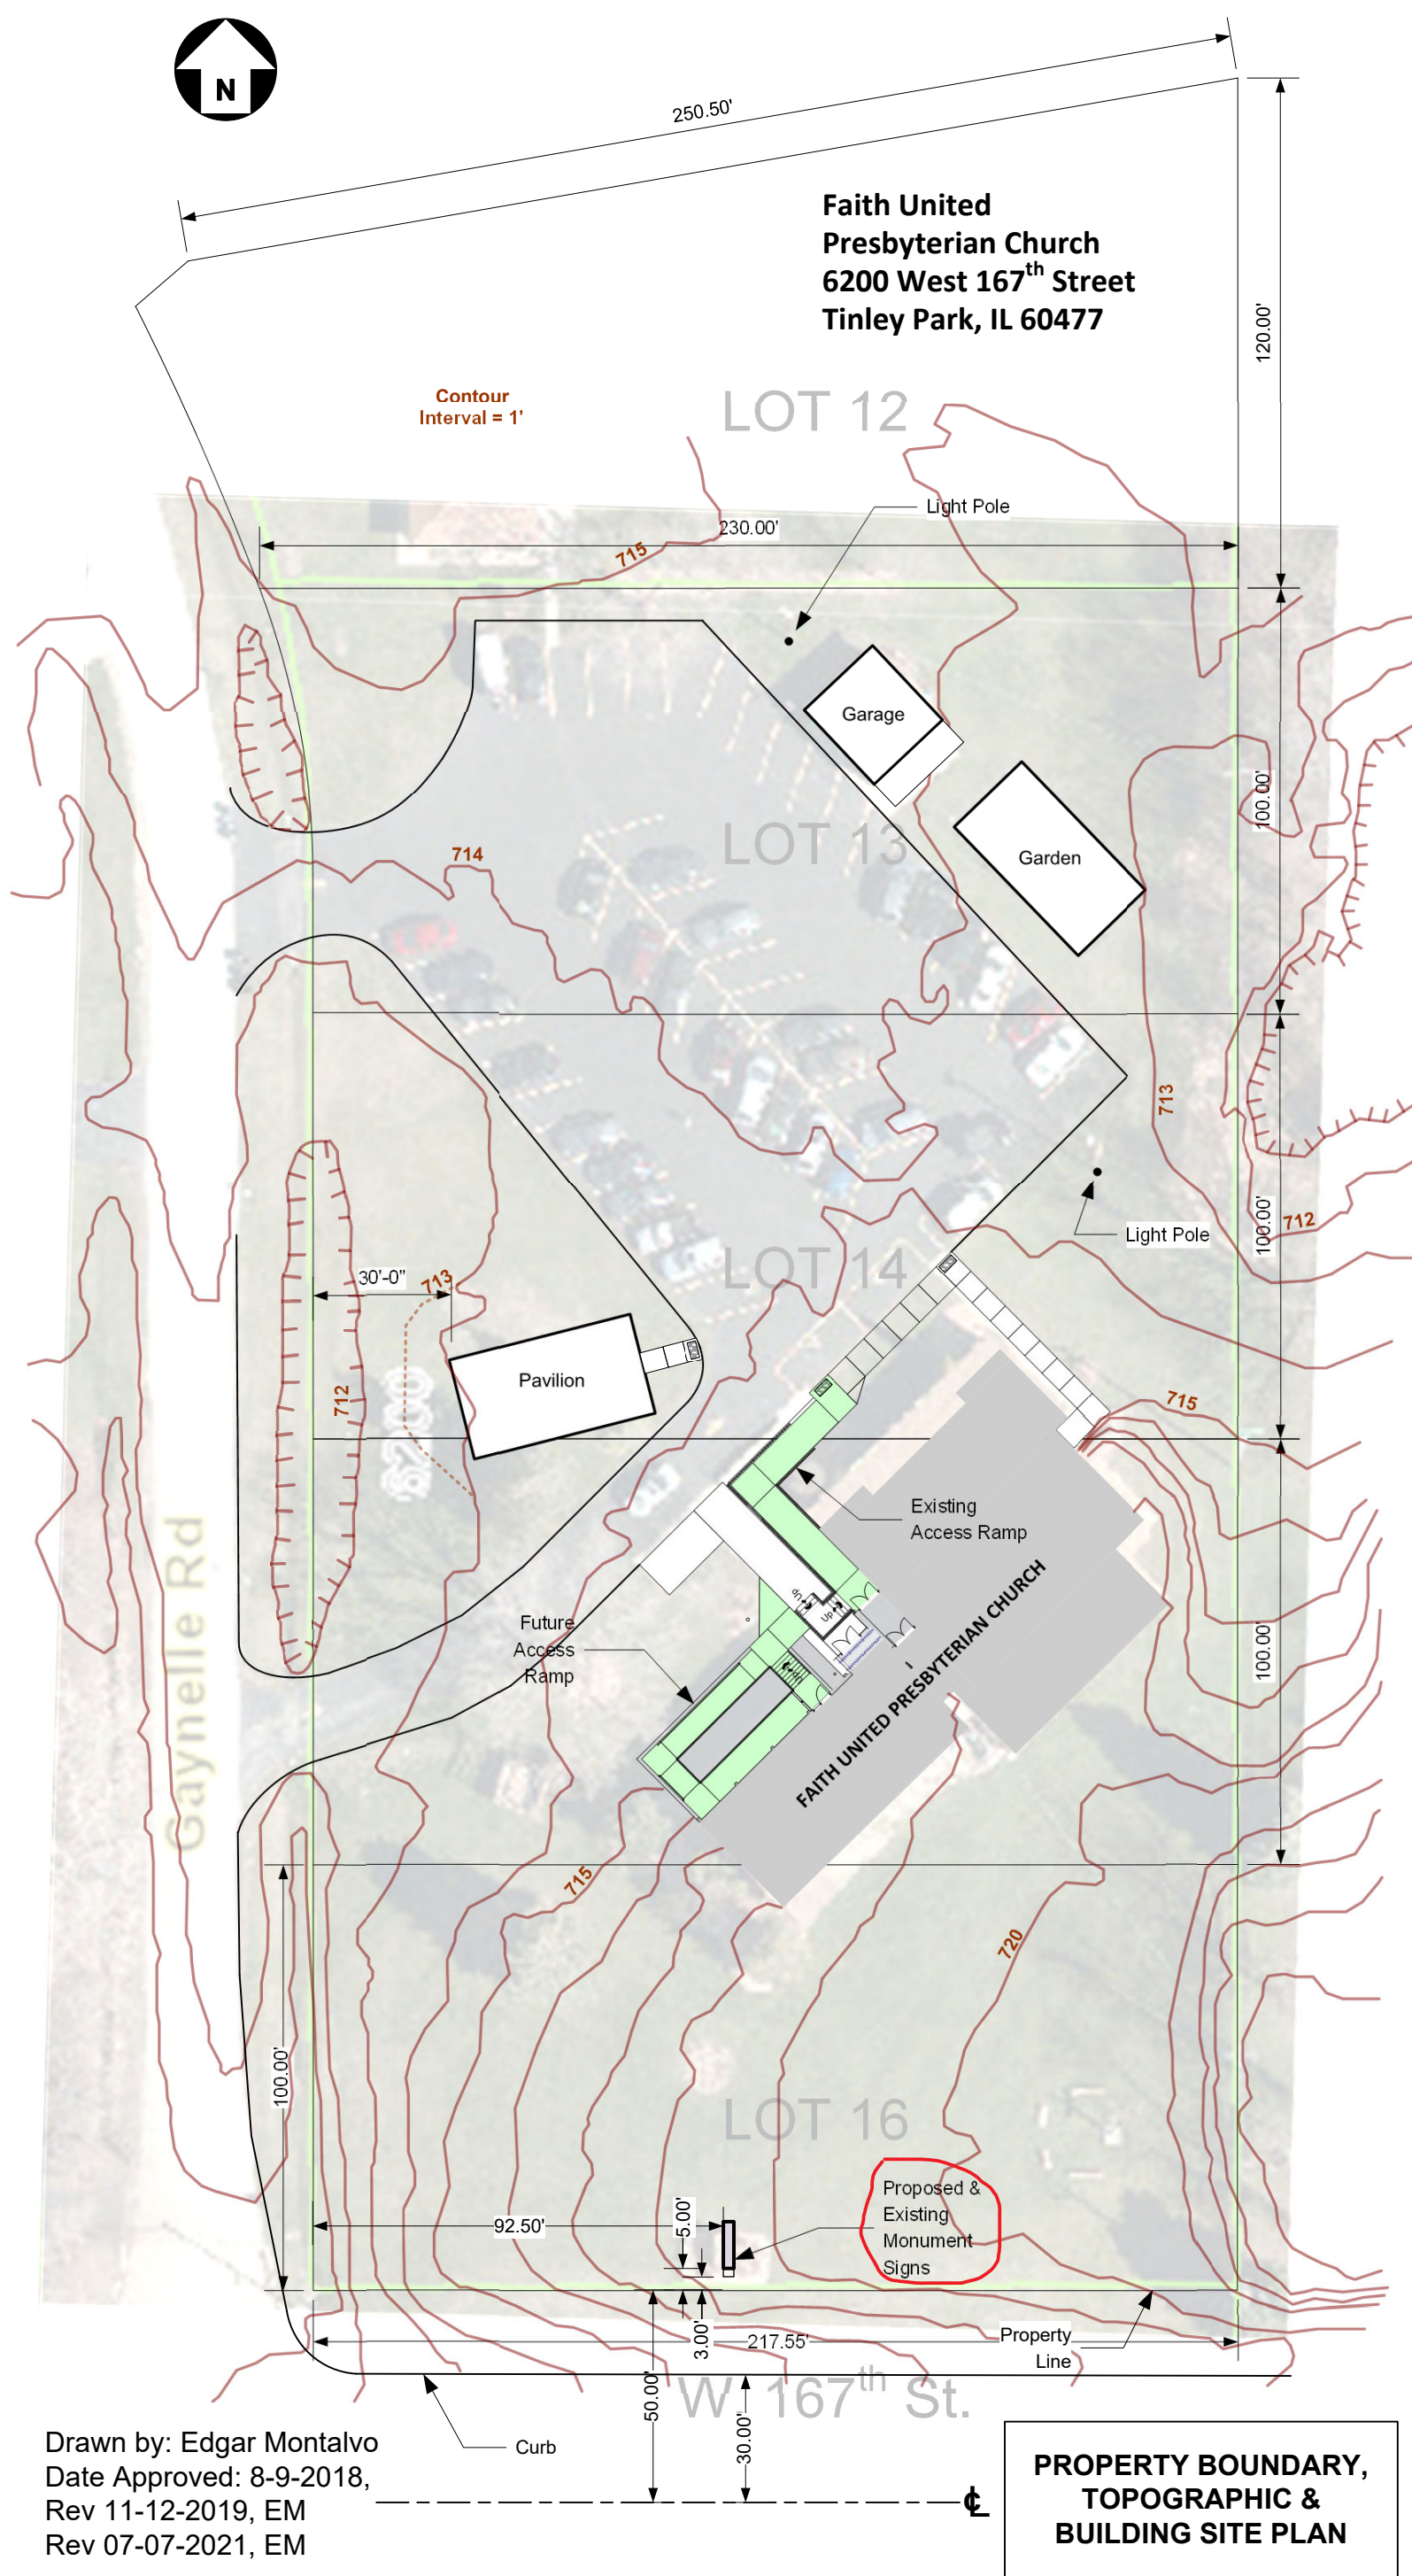 N
250.50'
Faith United
Presbyterian Church
6200 West 167th Street
Tinley Park, IL 60477
120.00'
Contour
Interval = 1'
LOT 12
Light Pole
230.00'
715
Garage
100.00'
LOT 13
714
Garden
713
Light Pole
100.00'
712
LOT 14
30'-0"
713
Pavilion
712
6200
715
Existing
Access Ramp
FAITH UNITED PRESBYTERIAN CHURCH
up
Up
Future
Access
Ramp
100.00'
Gaynelle Rd
715
720
100.00'
LOT 16
Proposed &
Existing
Monument
Signs
5.00'
92.50'
3.00'
217.55'
Property
Line
50.00'
W. 167th St.
30.00'
Curb
Drawn by: Edgar Montalvo
Date Approved: 8-9-2018,
Rev 11-12-2019, EM
Rev 07-07-2021, EM
PROPERTY BOUNDARY,
TOPOGRAPHIC &
BUILDING SITE PLAN